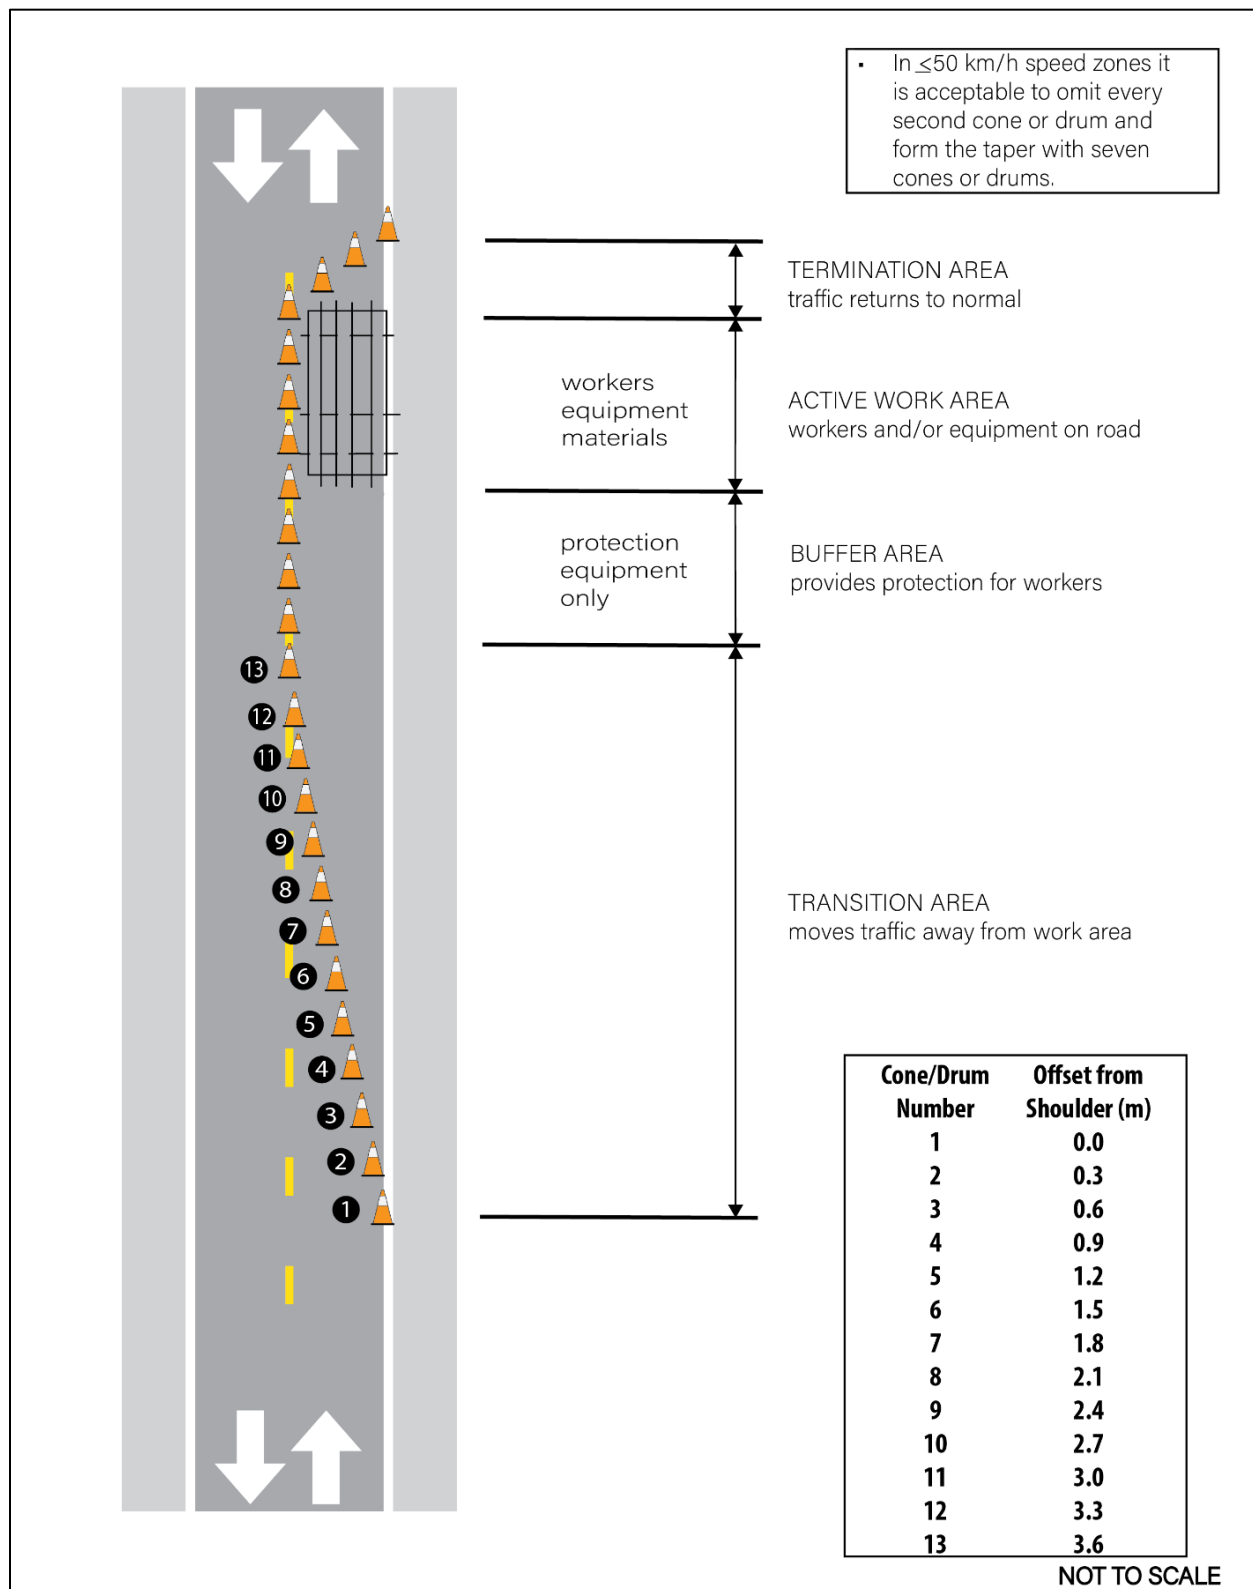 ▪ In ≤50 km/h speed zones it
is acceptable to omit every
second cone or drum and
form the taper with seven
cones or drums.
TERMINATION AREA
traffic returns to normal
workers
equipment
materials
ACTIVE WORK AREA
workers and/or equipment on road
protection
equipment
only
BUFFER AREA
provides protection for workers
13
12
11
10
9
8
7
6
5
4
3
2
1
TRANSITION AREA
moves traffic away from work area
Cone/Drum Offset from
Number Shoulder (m)
1 0.0
2 0.3
3 0.6
4 0.9
5 1.2
6 1.5
7 1.8
8 2.1
9 2.4
10 2.7
11 3.0
12 3.3
13 3.6
NOT TO SCALE